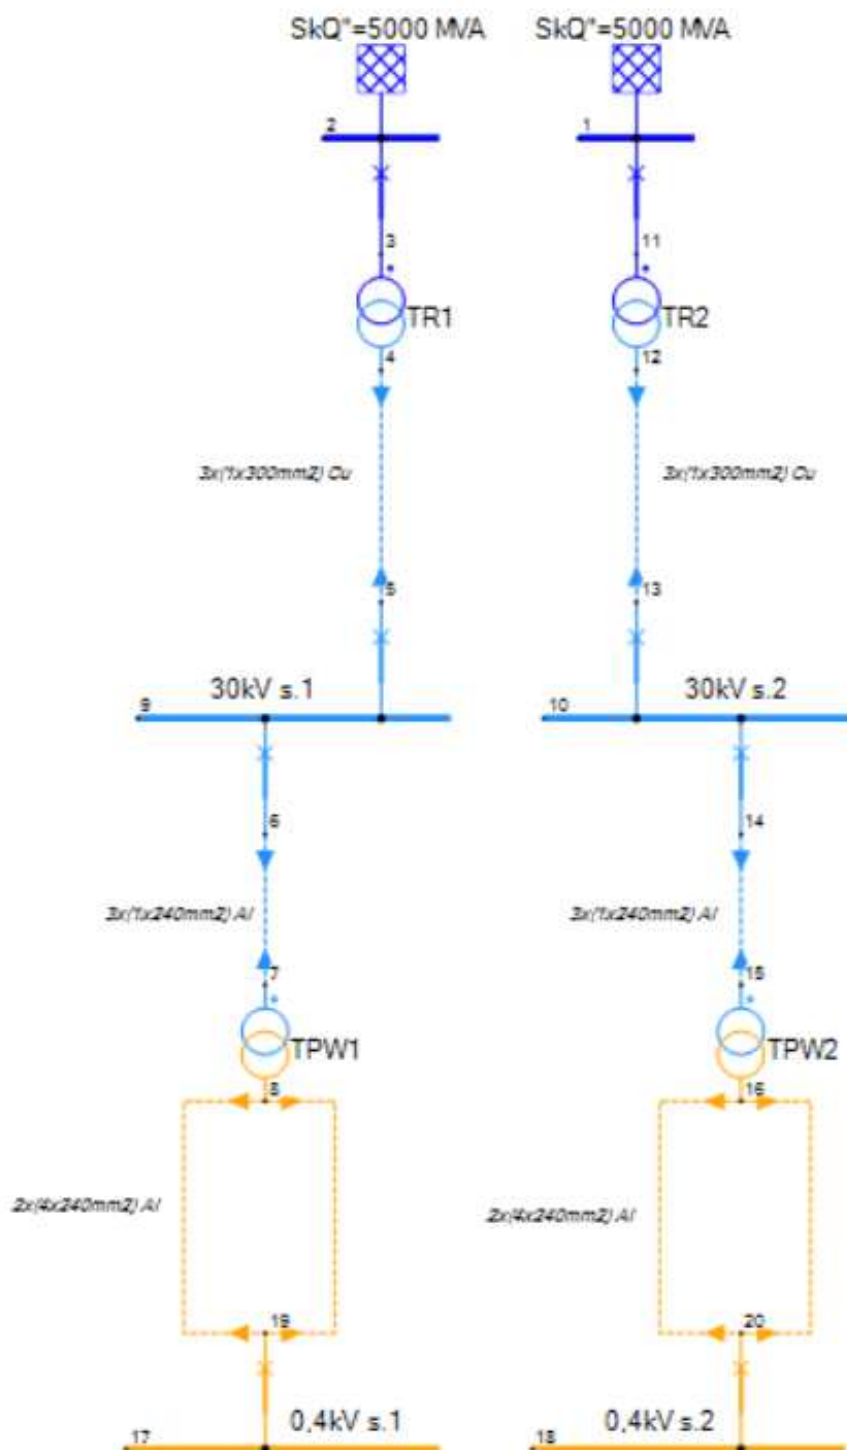 SkQ"=5000 MVA SkQ"=5000 MVA
2 1
3 11
TR1 TR2
4 12
3x(1x300mm2) Cu 3x(1x300mm2) Cu
5 13
30kV s.1 30kV s.2
9 10
6 14
3x(1x240mm2) Al 3x(1x240mm2) Al
7 15
TPW1 TPW2
8 16
2x(4x240mm2) Al 2x(4x240mm2) Al
19 20
0,4kV s.1 0,4kV s.2
17 18